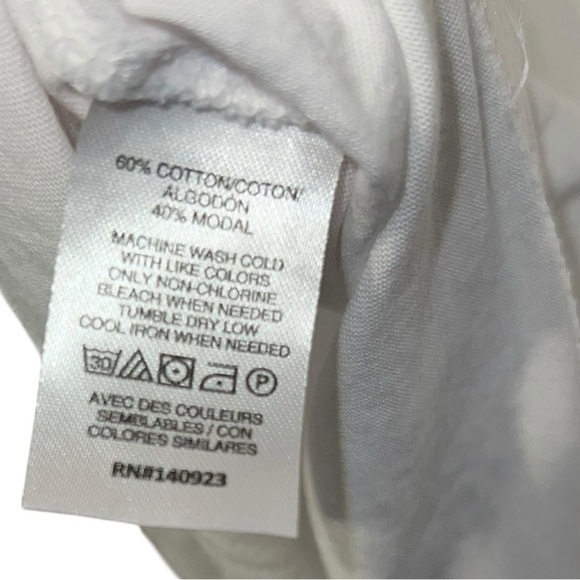 60% COTTON/COTON/
ALGODÓN
40% MODAL
MACHINE WASH COLD
WITH LIKE COLORS
ONLY NON-CHLORINE
BLEACH WHEN NEEDED
TUMBLE DRY LOW
COOL IRON WHEN NEEDED
30 P
AVEC DES COULEURS
SEMBLABLES / CON
COLORES SIMILARES
RN#140923